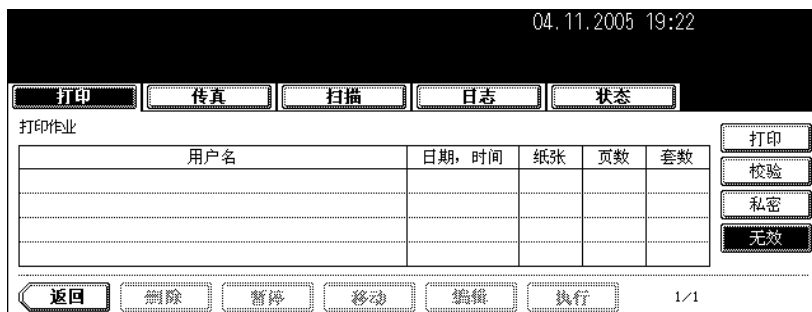 04.11.2005 19:22
打印 传真 扫描 日志 状态
打印作业
用户名 日期，时间 纸张 页数 套数
打印
校验
私密
无效
返回 删除 暂停 移动 编辑 执行 1/1